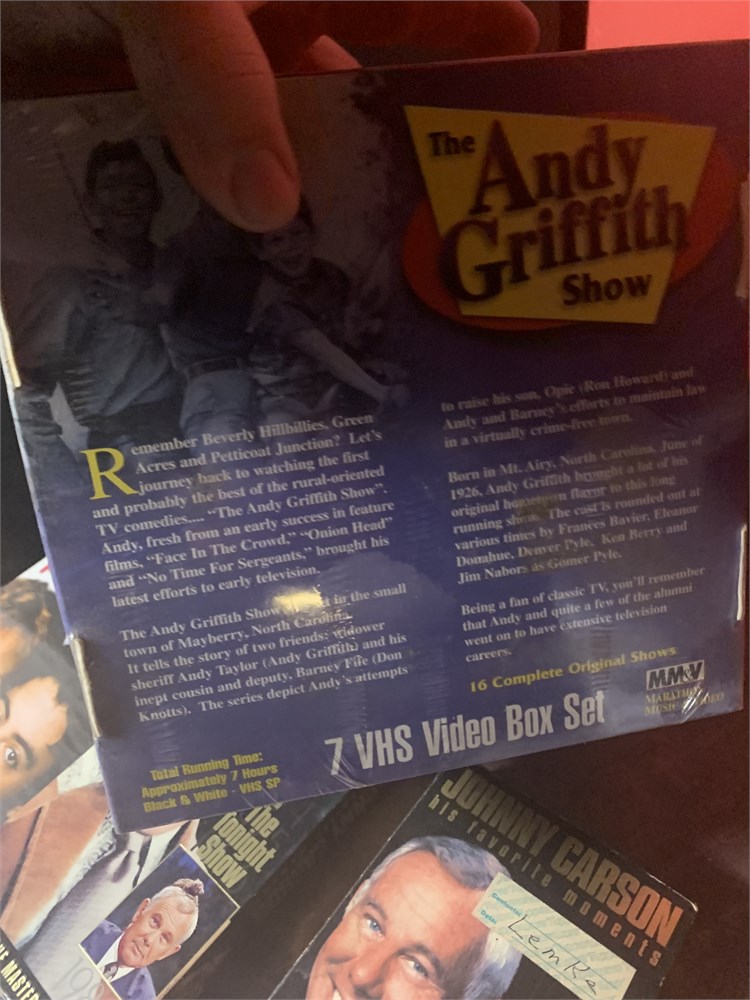 The
Andy
Griffith
Show
Remember Beverly Hillbillies, Green
Acres and Petticoat Junction? Let's
journey back to watching the first
and probably the best of the rural-oriented
TV comedies.... "The Andy Griffith Show".
Andy, fresh from an early success in feature
films, "Face In The Crowd," "Onion Head"
and "No Time For Sergeants," brought his
latest efforts to early television.
The Andy Griffith Show set in the small
town of Mayberry, North Carolina.
It tells the story of two friends; widower
sheriff Andy Taylor (Andy Griffith) and his
inept cousin and deputy, Barney Fife (Don
Knotts). The series depict Andy's attempts
to raise his son, Opie (Ron Howard) and
Andy and Barney's efforts to maintain law
in a virtually crime-free town.
Born in Mt. Airy, North Carolina, June of
1926, Andy Griffith brought a lot of his
original hometown flavor to this long
running show. The cast is rounded out at
various times by Frances Bavier, Eleanor
Donahue, Denver Pyle, Ken Berry and
Jim Nabors as Gomer Pyle.
Being a fan of classic TV, you'll remember
that Andy and quite a few of the alumni
went on to have extensive television
careers.
16 Complete Original Shows
MM&V
MARATHON
MUSIC & VIDEO
7 VHS Video Box Set
Total Running Time:
Approximately 7 Hours
Black & White - VHS SP
The
Tonight
Show
JOHNNY CARSON
his favorite moments
Contents:
Date:
Lemke